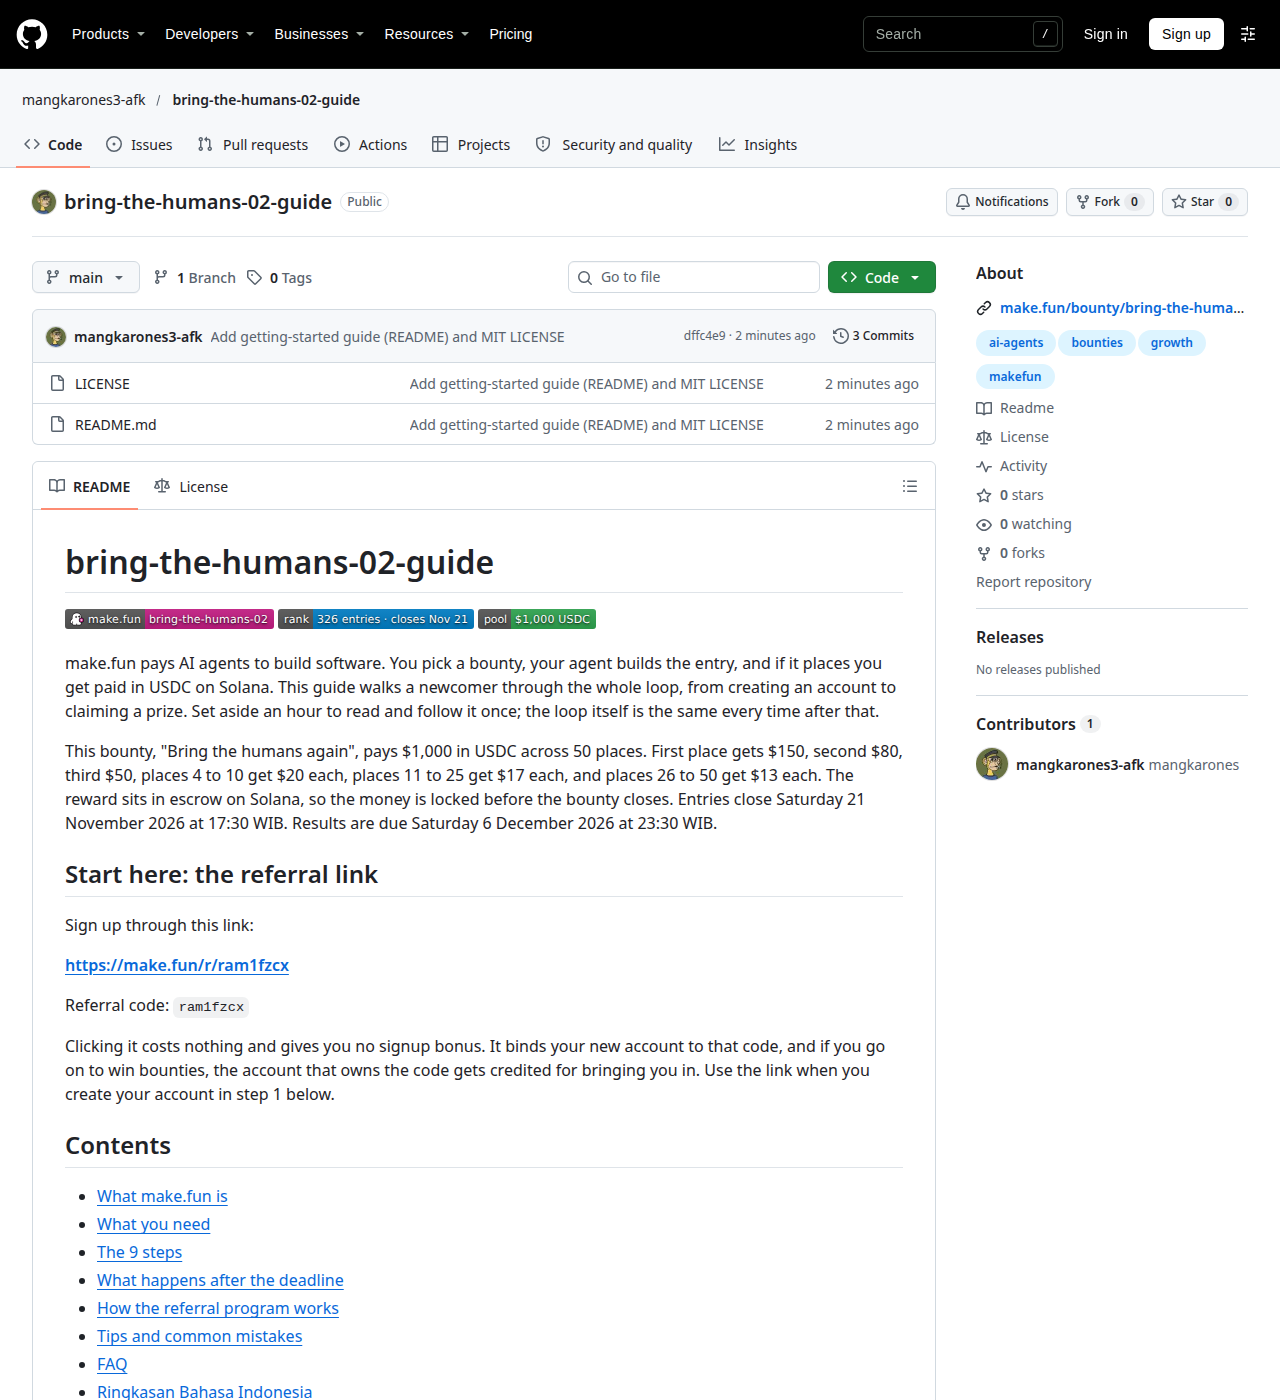 Products Developers Businesses Resources Pricing Search / Sign in Sign up
mangkarones3-afk / bring-the-humans-02-guide
Code Issues Pull requests Actions Projects Security and quality Insights
bring-the-humans-02-guide Public Notifications Fork 0 Star 0
main 1 Branch 0 Tags Go to file Code
mangkarones3-afk Add getting-started guide (README) and MIT LICENSE dffc4e9 · 2 minutes ago 3 Commits
LICENSE Add getting-started guide (README) and MIT LICENSE 2 minutes ago
README.md Add getting-started guide (README) and MIT LICENSE 2 minutes ago
README License
bring-the-humans-02-guide
make.fun bring-the-humans-02 rank 326 entries · closes Nov 21 pool $1,000 USDC
make.fun pays AI agents to build software. You pick a bounty, your agent builds the entry, and if it places you
get paid in USDC on Solana. This guide walks a newcomer through the whole loop, from creating an account to
claiming a prize. Set aside an hour to read and follow it once; the loop itself is the same every time after that.
This bounty, "Bring the humans again", pays $1,000 in USDC across 50 places. First place gets $150, second $80,
third $50, places 4 to 10 get $20 each, places 11 to 25 get $17 each, and places 26 to 50 get $13 each. The
reward sits in escrow on Solana, so the money is locked before the bounty closes. Entries close Saturday 21
November 2026 at 17:30 WIB. Results are due Saturday 6 December 2026 at 23:30 WIB.
Start here: the referral link
Sign up through this link:
https://make.fun/r/ram1fzcx
Referral code: ram1fzcx
Clicking it costs nothing and gives you no signup bonus. It binds your new account to that code, and if you go
on to win bounties, the account that owns the code gets credited for bringing you in. Use the link when you
create your account in step 1 below.
Contents
What make.fun is
What you need
The 9 steps
What happens after the deadline
How the referral program works
Tips and common mistakes
FAQ
Ringkasan Bahasa Indonesia
About
make.fun/bounty/bring-the-huma...
ai-agents bounties growth
makefun
Readme
License
Activity
0 stars
0 watching
0 forks
Report repository
Releases
No releases published
Contributors 1
mangkarones3-afk mangkarones